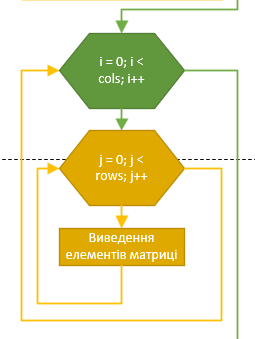 i = 0; i <
cols; i++
j = 0; j <
rows; j++
Виведення
елементів матриці